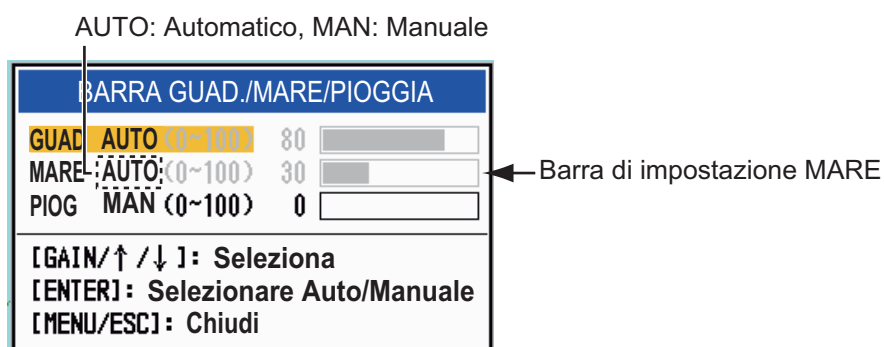 AUTO: Automatico, MAN: Manuale
BARRA GUAD./MARE/PIOGGIA
GUAD AUTO (0~100) 80
MARE AUTO (0~100) 30
Barra di impostazione MARE
PIOG MAN (0~100) 0
[GAIN/↑/↓]: Seleziona
[ENTER]: Selezionare Auto/Manuale
[MENU/ESC]: Chiudi